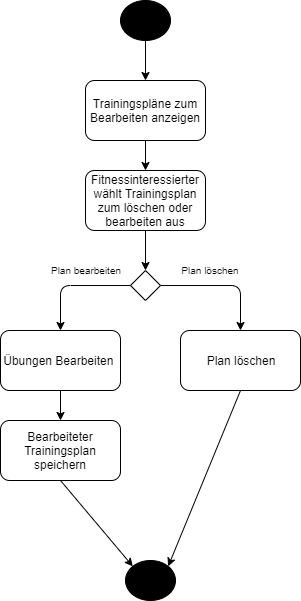 Trainingspläne zum
Bearbeiten anzeigen
Fitnessinteressierter
wählt Trainingsplan
zum löschen oder
bearbeiten aus
Plan bearbeiten
Plan löschen
Übungen Bearbeiten
Plan löschen
Bearbeiteter
Trainingsplan
speichern